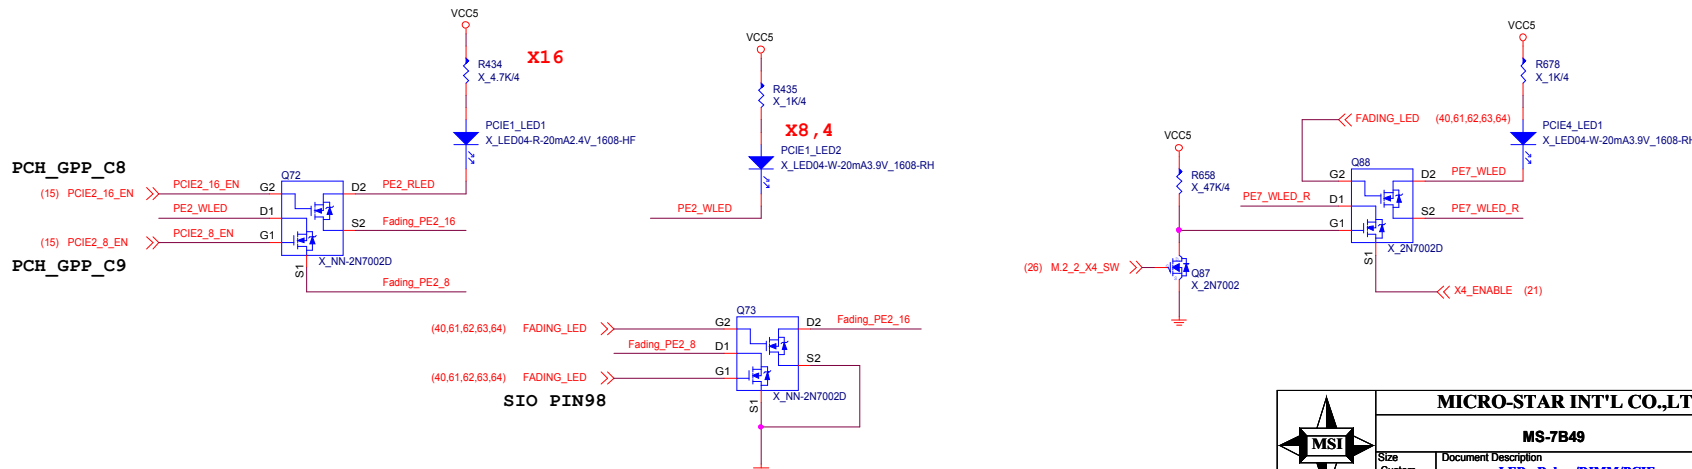 VCC5
R434
X_4.7K/4
X16
PCIE1_LED1
X_LED04-R-20mA2.4V_1608-HF
PCH_GPP_C8
(15) PCIE2_16_EN
PCIE2_16_EN
G2
Q72
D2
PE2_RLED
PE2_WLED
D1
S2
Fading_PE2_16
(15) PCIE2_8_EN
PCIE2_8_EN
G1
PCH_GPP_C9
X_NN-2N7002D
S1
Fading_PE2_8
VCC5
R435
X_1K/4
X8,4
PCIE1_LED2
X_LED04-W-20mA3.9V_1608-RH
PE2_WLED
(40,61,62,63,64) FADING_LED
G2
Q73
D2
Fading_PE2_16
Fading_PE2_8
D1
S2
(40,61,62,63,64) FADING_LED
G1
SIO PIN98
X_NN-2N7002D
S1
VCC5
R678
X_1K/4
FADING_LED (40,61,62,63,64)
PCIE4_LED1
X_LED04-W-20mA3.9V_1608-RH
VCC5
R658
X_47K/4
Q88
G2
D2
PE7_WLED
PE7_WLED_R
D1
S2
PE7_WLED_R
G1
X_2N7002D
S1
(26) M.2_2_X4_SW
Q87
X_2N7002
X4_ENABLE (21)
MICRO-STAR INT'L CO.,LT
MSI
MS-7B49
Size
Document Description